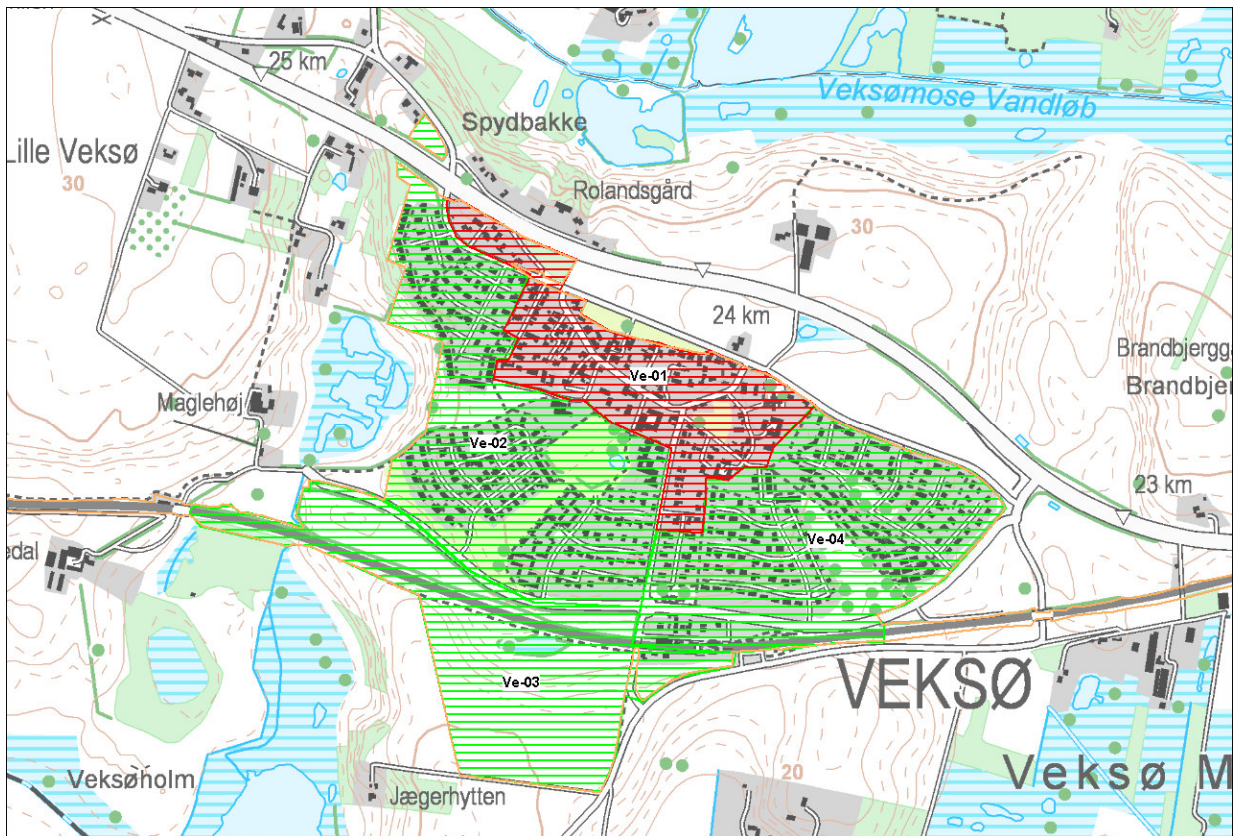 25 km
Veksømose Vandløb
Spydbakke
Lille Veksø
30
Rolandsgård
30
24 km
Brandbjergg
Brandbjer
Ve-01
Maglehøj
Ve-02
23 km
Ve-04
edal
Ve-03
VEKSØ
20
Veksø M
Veksøholm
Jægerhytten